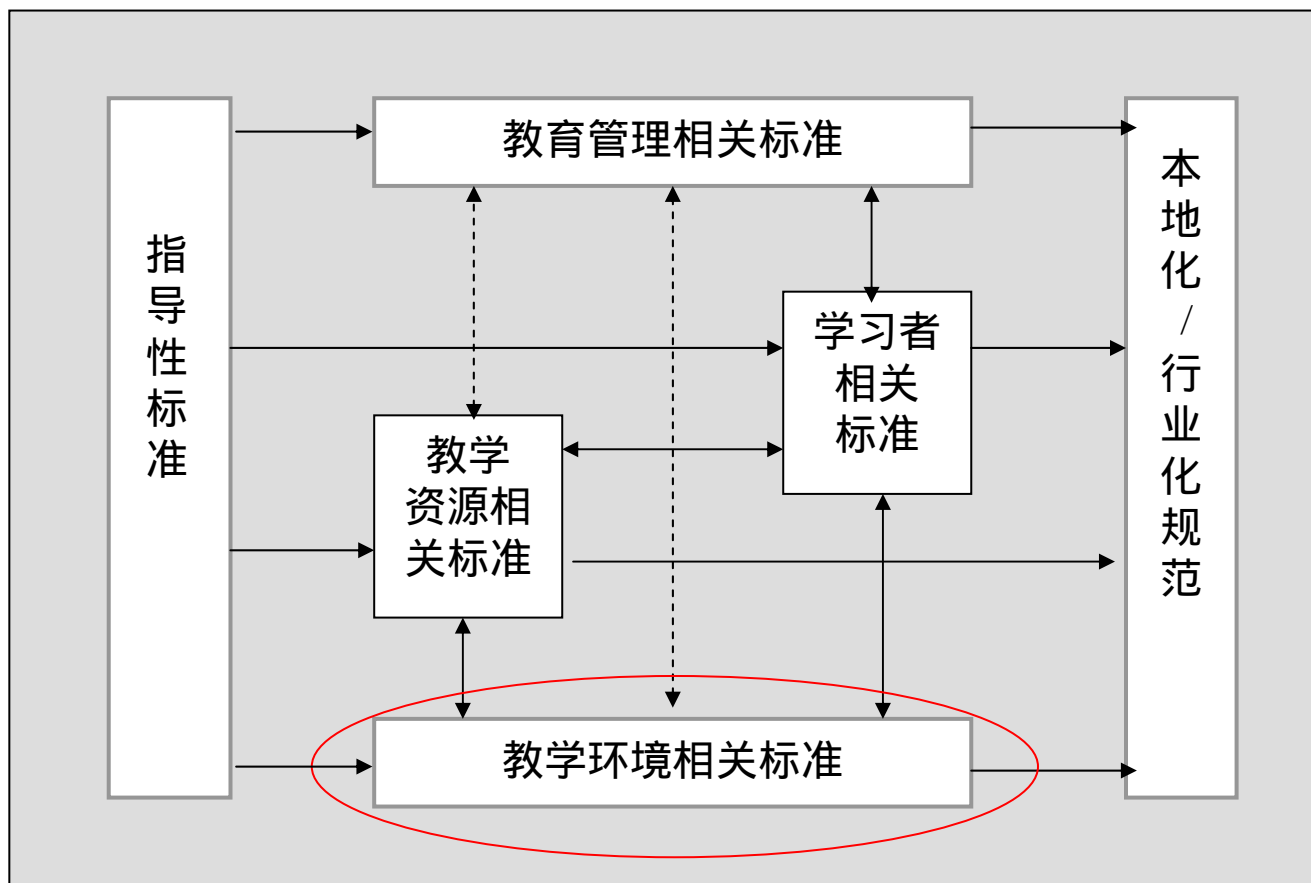 教育管理相关标准
指导性标准
学习者
相关
标准
教学
资源相
关标准
教学环境相关标准
本地化/行业化规范